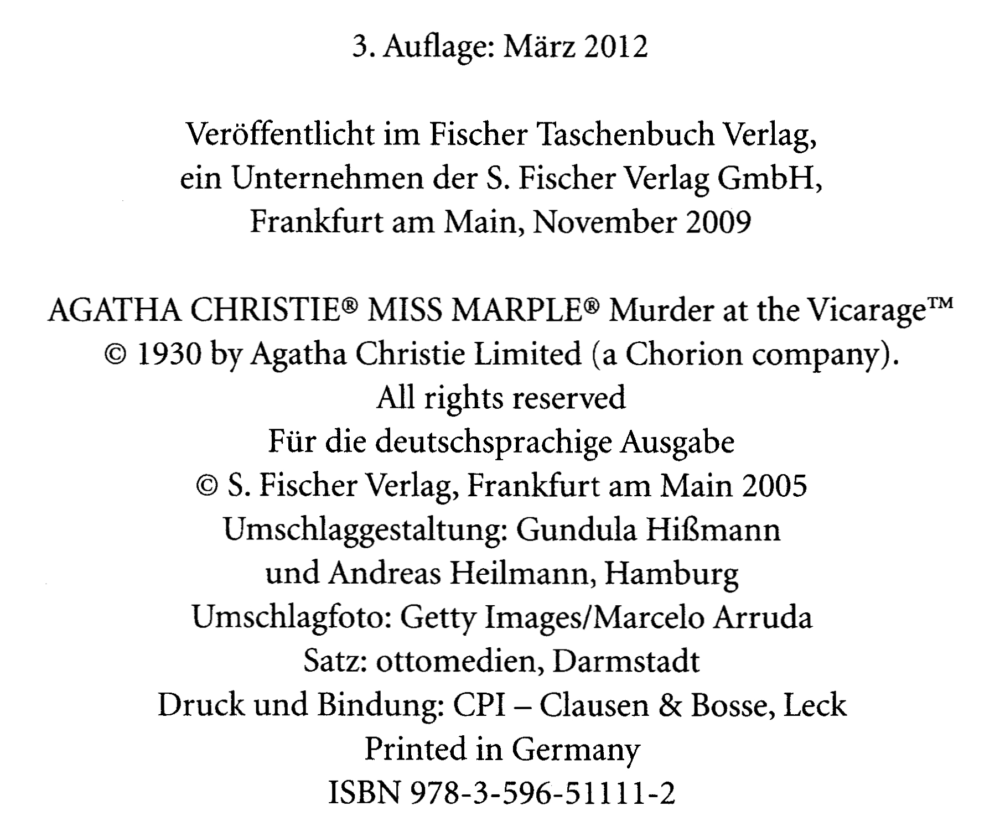 3. Auflage: März 2012
Veröffentlicht im Fischer Taschenbuch Verlag,
ein Unternehmen der S. Fischer Verlag GmbH,
Frankfurt am Main, November 2009
AGATHA CHRISTIE® MISS MARPLE® Murder at the Vicarage™
© 1930 by Agatha Christie Limited (a Chorion company).
All rights reserved
Für die deutschsprachige Ausgabe
© S. Fischer Verlag, Frankfurt am Main 2005
Umschlaggestaltung: Gundula Hißmann
und Andreas Heilmann, Hamburg
Umschlagfoto: Getty Images/Marcelo Arruda
Satz: ottomedien, Darmstadt
Druck und Bindung: CPI – Clausen & Bosse, Leck
Printed in Germany
ISBN 978-3-596-51111-2